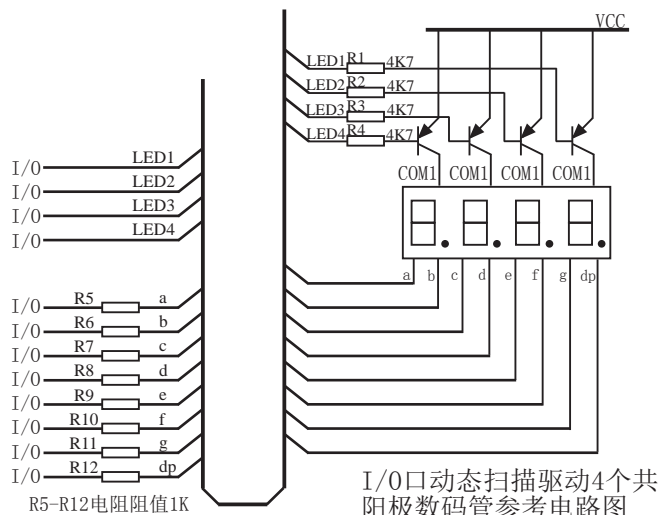 VCC
LED1 R1 4K7
LED2 R2 4K7
LED3 R3 4K7
LED4 R4 4K7
COM1 COM1 COM1 COM1
a b c d e f g dp
I/O LED1
I/O LED2
I/O LED3
I/O LED4
I/O R5 a
I/O R6 b
I/O R7 c
I/O R8 d
I/O R9 e
I/O R10 f
I/O R11 g
I/O R12 dp
R5-R12电阻阻值1K
I/O口动态扫描驱动4个共
阳极数码管参考电路图